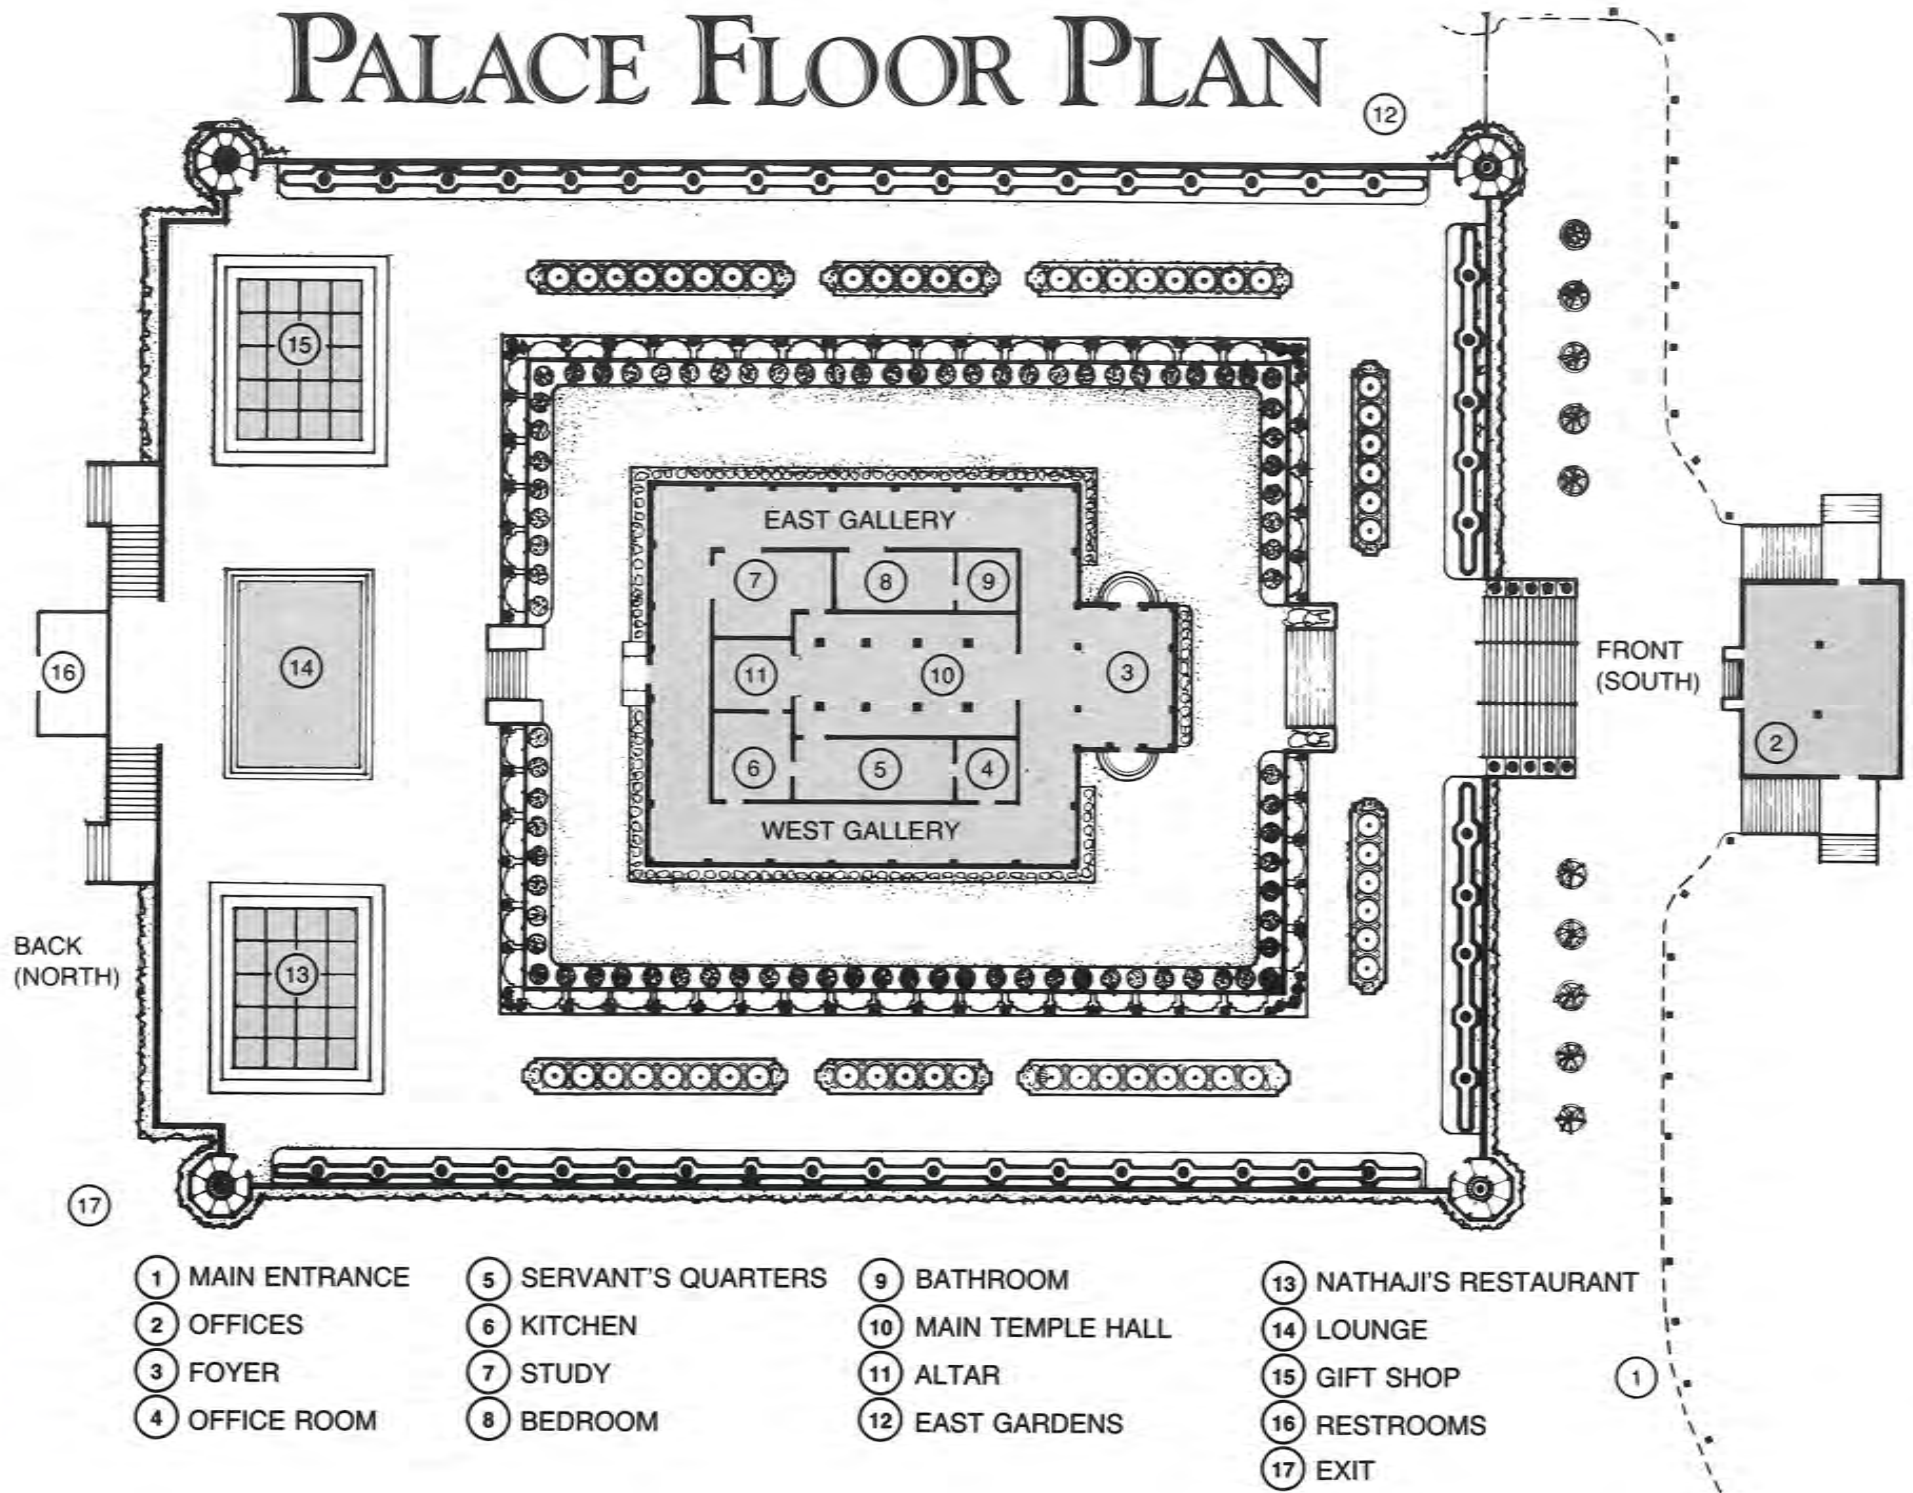 PALACE FLOOR PLAN
12
15
EAST GALLERY
7
8
9
FRONT
(SOUTH)
16
14
11
10
3
2
6
5
4
WEST GALLERY
BACK
(NORTH)
13
17
1 MAIN ENTRANCE
2 OFFICES
3 FOYER
4 OFFICE ROOM
5 SERVANT'S QUARTERS
6 KITCHEN
7 STUDY
8 BEDROOM
9 BATHROOM
10 MAIN TEMPLE HALL
11 ALTAR
12 EAST GARDENS
13 NATHAJI'S RESTAURANT
14 LOUNGE
15 GIFT SHOP
16 RESTROOMS
17 EXIT
1